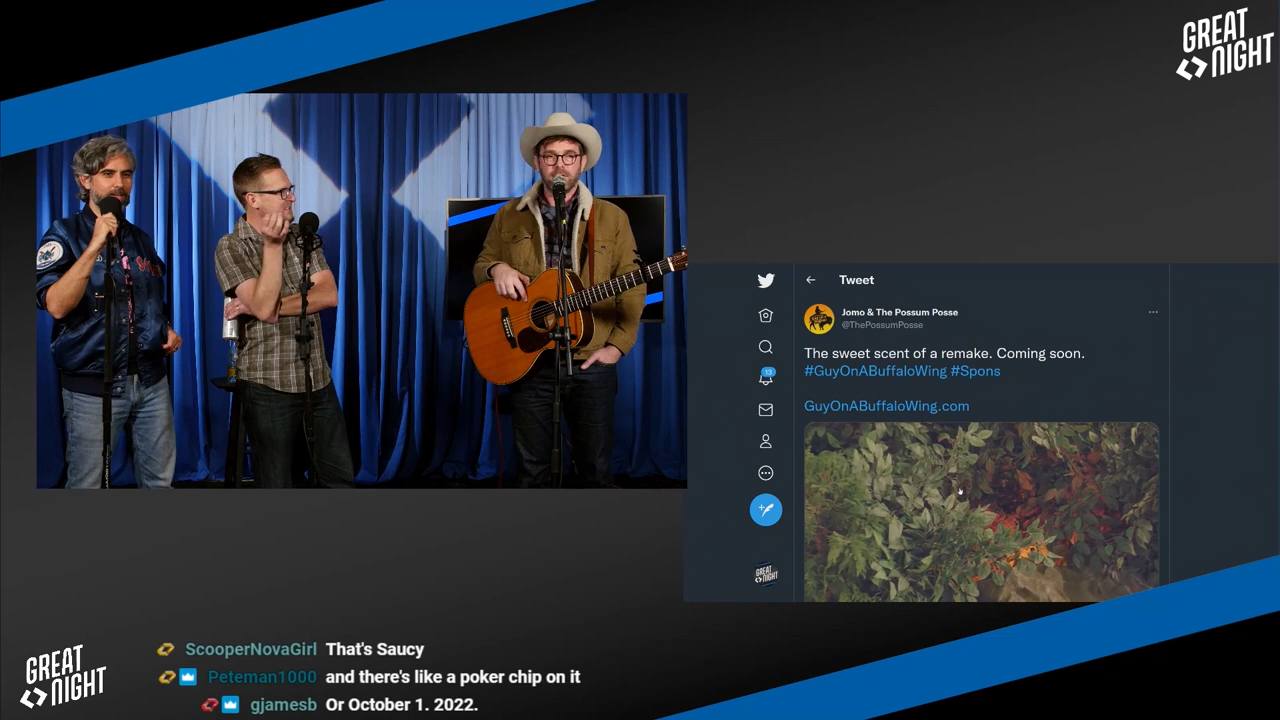 GREAT
NIGHT
Tweet
Jomo & The Possum Posse
@ThePossumPosse
The sweet scent of a remake. Coming soon.
#GuyOnABuffaloWing #Spons
GuyOnABuffaloWing.com
13
GREAT
NIGHT
GREAT
NIGHT
ScooperNovaGirl That's Saucy
Peteman1000 and there's like a poker chip on it
gjamesb Or October 1. 2022.